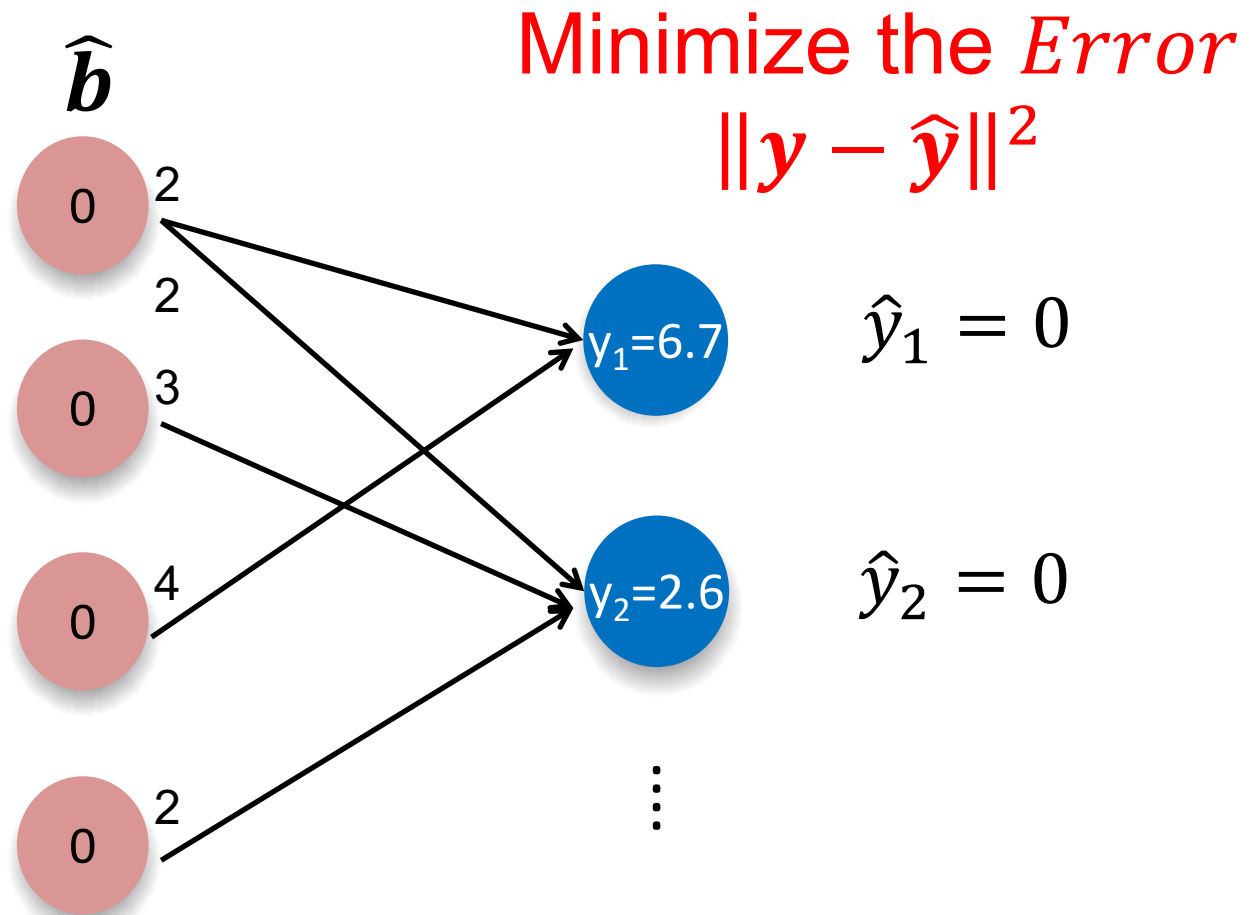 Minimize the Error
‖y − ŷ‖²
b̂
0
2
2
0
3
0
4
0
2
y₁=6.7
ŷ₁ = 0
y₂=2.6
ŷ₂ = 0